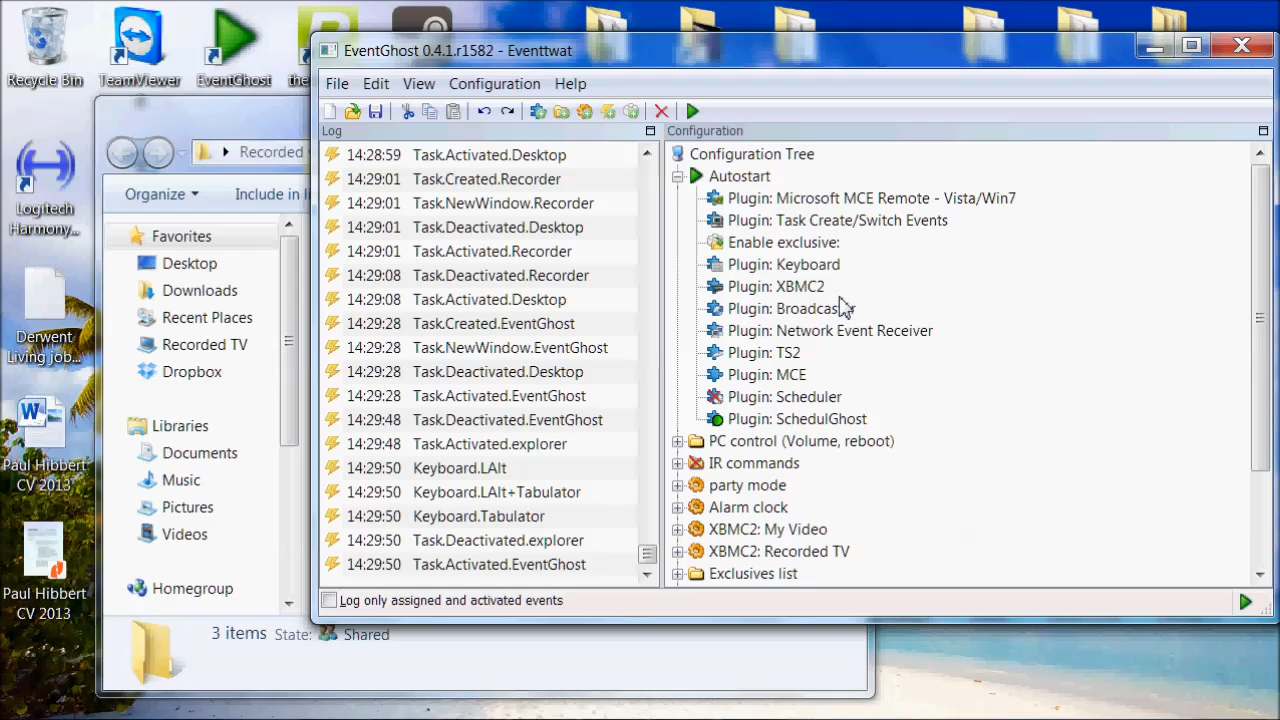 Recycle Bin
TeamViewer
EventGhost
EventGhost 0.4.1.r1582 - Eventtwat
File Edit View Configuration Help
Log
Configuration
14:28:59 Task.Activated.Desktop
14:29:01 Task.Created.Recorder
14:29:01 Task.NewWindow.Recorder
14:29:01 Task.Deactivated.Desktop
14:29:01 Task.Activated.Recorder
14:29:08 Task.Deactivated.Recorder
14:29:08 Task.Activated.Desktop
14:29:28 Task.Created.EventGhost
14:29:28 Task.NewWindow.EventGhost
14:29:28 Task.Deactivated.Desktop
14:29:28 Task.Activated.EventGhost
14:29:48 Task.Deactivated.EventGhost
14:29:48 Task.Activated.explorer
14:29:50 Keyboard.LAlt
14:29:50 Keyboard.LAlt+Tabulator
14:29:50 Keyboard.Tabulator
14:29:50 Task.Deactivated.explorer
14:29:50 Task.Activated.EventGhost
Configuration Tree
Autostart
Plugin: Microsoft MCE Remote - Vista/Win7
Plugin: Task Create/Switch Events
Enable exclusive:
Plugin: Keyboard
Plugin: XBMC2
Plugin: Broadcaster
Plugin: Network Event Receiver
Plugin: TS2
Plugin: MCE
Plugin: Scheduler
Plugin: SchedulGhost
PC control (Volume, reboot)
IR commands
party mode
Alarm clock
XBMC2: My Video
XBMC2: Recorded TV
Exclusives list
Log only assigned and activated events
Recorded
Organize
Include in li
Favorites
Desktop
Downloads
Recent Places
Recorded TV
Dropbox
Libraries
Documents
Music
Pictures
Videos
Homegroup
3 items State: Shared
Logitech
Harmony...
Derwent
Living job...
Paul Hibbert
CV 2013
Paul Hibbert
CV 2013